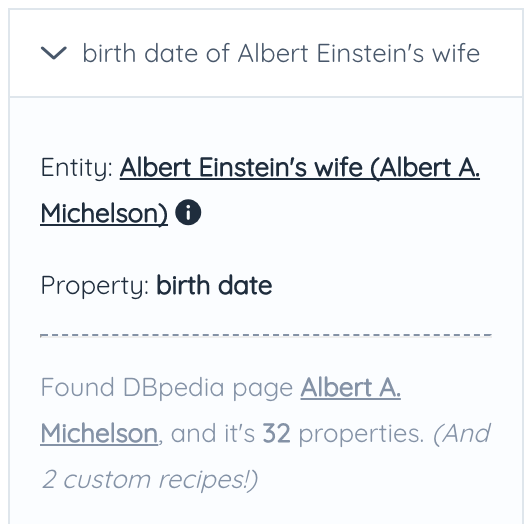 birth date of Albert Einstein's wife
Entity: Albert Einstein's wife (Albert A.
Michelson)
Property: birth date
Found DBpedia page Albert A.
Michelson, and it's 32 properties. (And
2 custom recipes!)